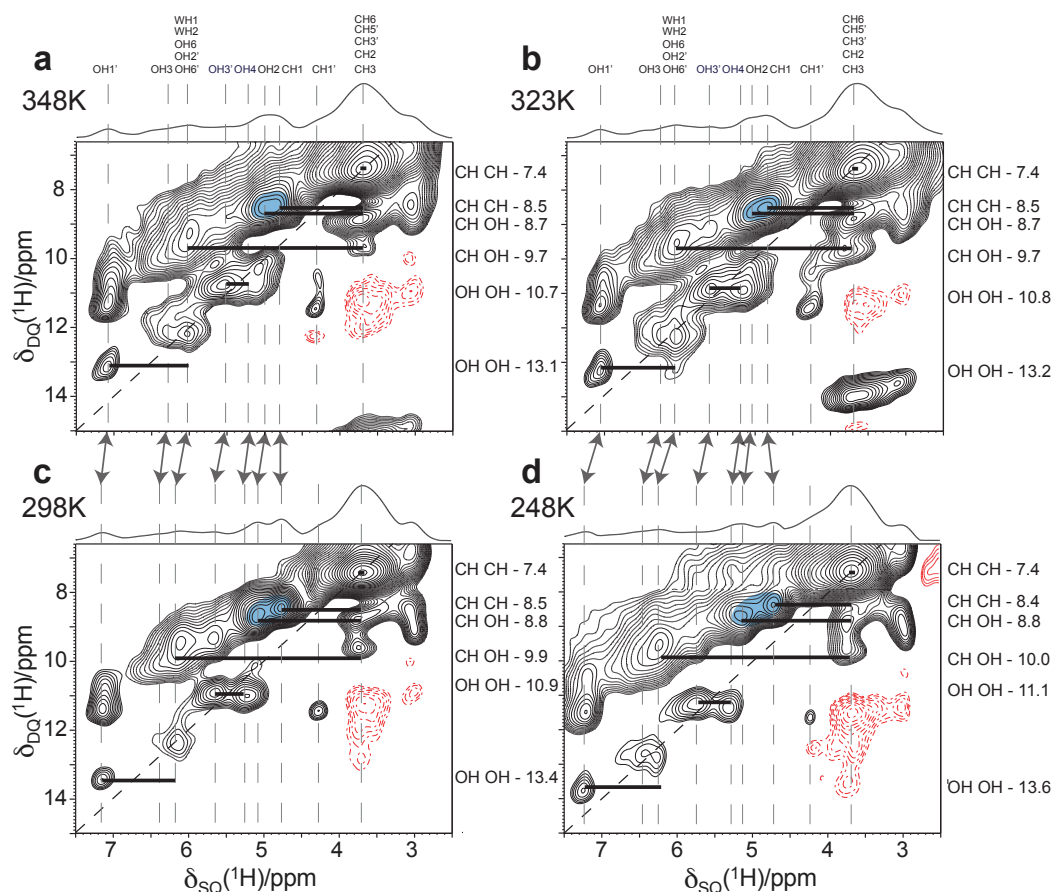 WH1
WH2
OH6
OH2'
OH1' OH3 OH6' OH3' OH4 OH2 CH1 CH1'
CH6
CH5'
CH3'
CH2
CH3
a
348K
8
10
12
14
δDQ(¹H)/ppm
CH CH - 7.4
CH CH - 8.5
CH OH - 8.7
CH OH - 9.7
OH OH - 10.7
OH OH - 13.1
WH1
WH2
OH6
OH2'
OH1' OH3 OH6' OH3' OH4 OH2 CH1 CH1'
CH6
CH5'
CH3'
CH2
CH3
b
323K
CH CH - 7.4
CH CH - 8.5
CH OH - 8.7
CH OH - 9.7
OH OH - 10.8
OH OH - 13.2
c
298K
8
10
12
14
δDQ(¹H)/ppm
CH CH - 7.4
CH CH - 8.5
CH OH - 8.8
CH OH - 9.9
OH OH - 10.9
OH OH - 13.4
7 6 5 4 3
δSQ(¹H)/ppm
d
248K
CH CH - 7.4
CH CH - 8.4
CH OH - 8.8
CH OH - 10.0
OH OH - 11.1
OH OH - 13.6
7 6 5 4 3
δSQ(¹H)/ppm